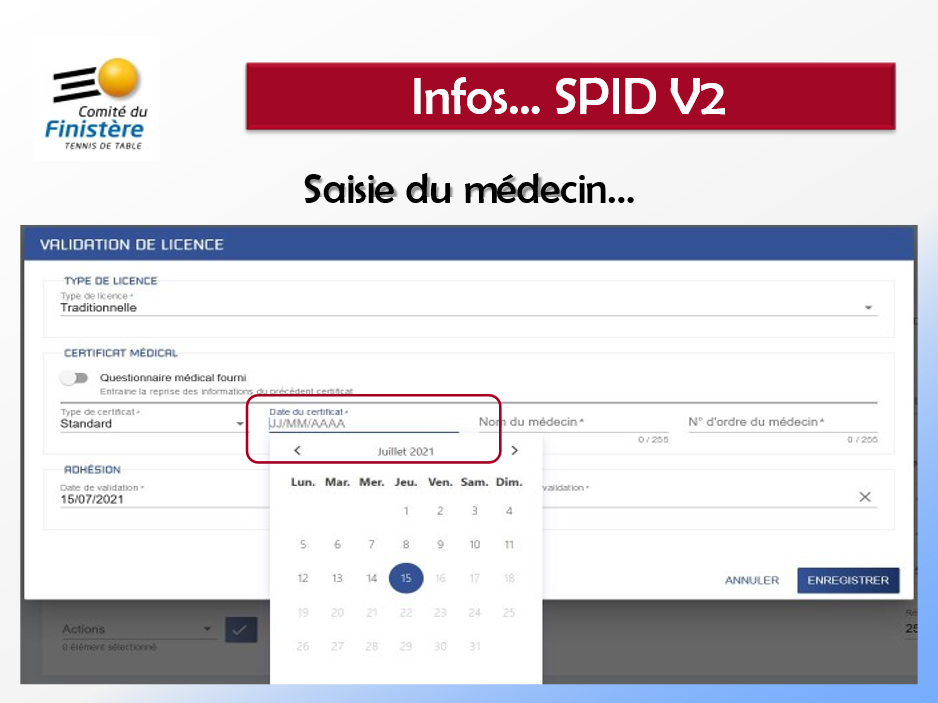 Comité du
Finistère
TENNIS DE TABLE
Infos... SPID V2
Saisie du médecin...
VALIDATION DE LICENCE
TYPE DE LICENCE
Type de licence *
Traditionnelle
CERTIFICAT MÉDICAL
Questionnaire médical fourni
Entraine la reprise des informations du précédent certificat
Type de certificat * Date du certificat *
Standard JJ/MM/AAAA Nom du médecin * N° d'ordre du médecin *
0 / 255 0 / 255
Juillet 2021
ADHÉSION
Lun. Mar. Mer. Jeu. Ven. Sam. Dim.
Date de validation * validation *
15/07/2021
1 2 3 4
5 6 7 8 9 10 11
12 13 14 15 16 17 18
ANNULER ENREGISTRER
19 20 21 22 23 24 25
Actions
0 élément sélectionné
26 27 28 29 30 31
Re
25